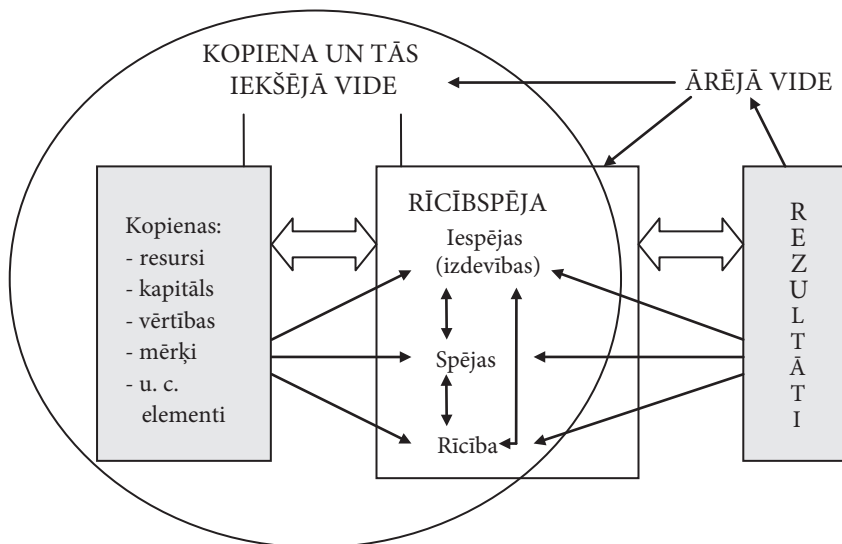 KOPIENA UN TĀS
IEKŠĒJĀ VIDE
ĀRĒJĀ VIDE
Kopienas:
- resursi
- kapitāls
- vērtības
- mērķi
- u. c.
elementi
RĪCĪBSPĒJA
Iespējas
(izdevības)
Spējas
Rīcība
R
E
Z
U
L
T
Ā
T
I